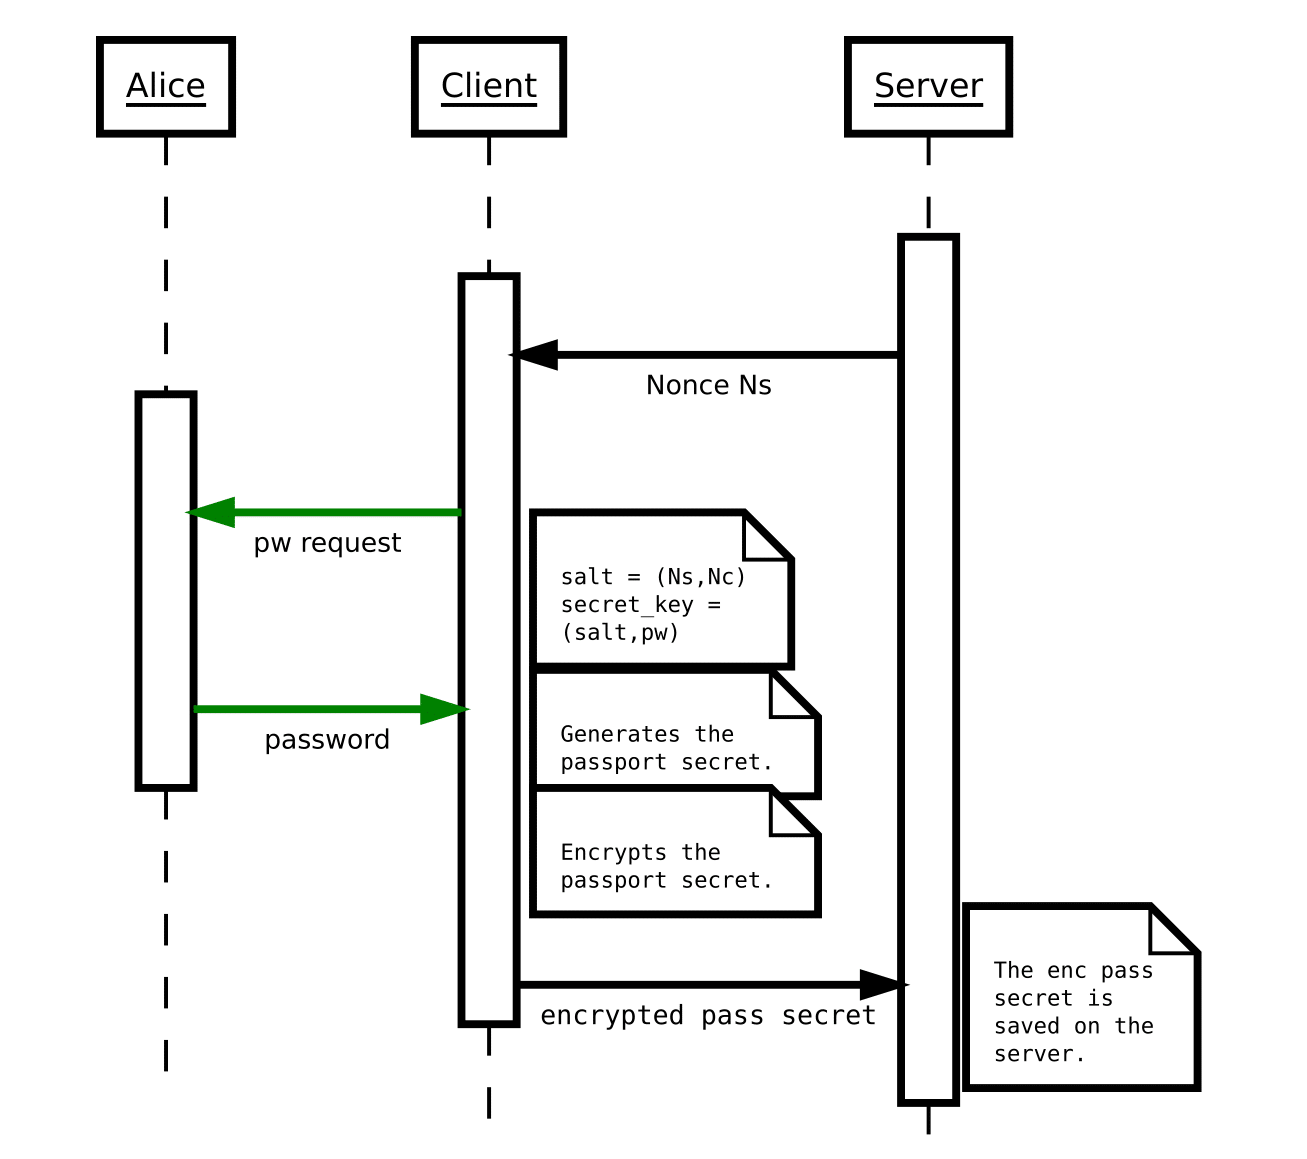 Alice
Client
Server
Nonce Ns
pw request
salt = (Ns,Nc)
secret_key =
(salt,pw)
password
Generates the
passport secret.
Encrypts the
passport secret.
encrypted pass secret
The enc pass
secret is
saved on the
server.